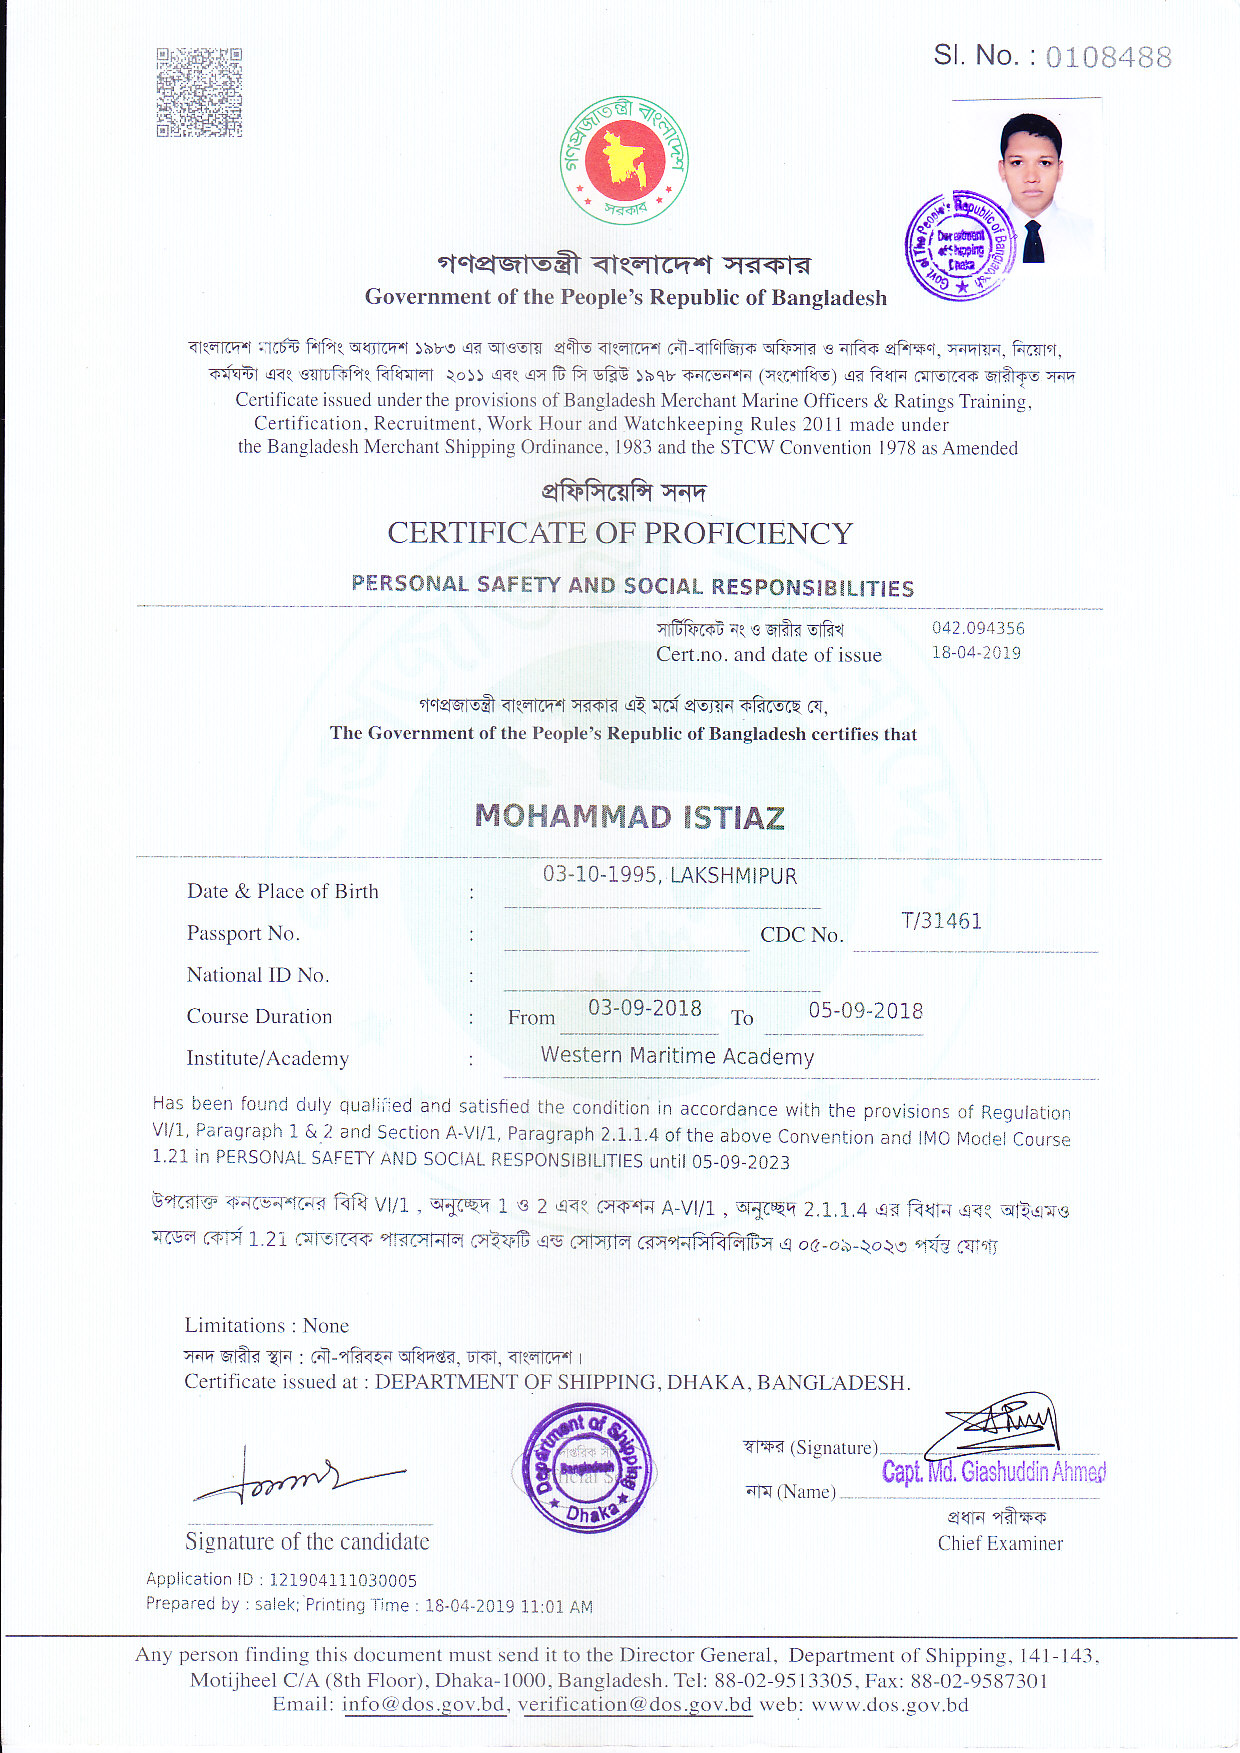 Sl. No. : 0108488
গণপ্রজাতন্ত্রী বাংলাদেশ
সরকার
Govt. of The People's Republic of Bangladesh
Department
of Shipping
Dhaka
গণপ্রজাতন্ত্রী বাংলাদেশ সরকার
Government of the People's Republic of Bangladesh
বাংলাদেশ মার্চেন্ট শিপিং অধ্যাদেশ ১৯৮৩ এর আওতায় প্রণীত বাংলাদেশ নৌ-বাণিজ্যিক অফিসার ও নাবিক প্রশিক্ষণ, সনদায়ন, নিয়োগ,
কর্মঘন্টা এবং ওয়াচকিপিং বিধিমালা ২০১১ এবং এস টি সি ডব্লিউ ১৯৭৮ কনভেনশন (সংশোধিত) এর বিধান মোতাবেক জারীকৃত সনদ
Certificate issued under the provisions of Bangladesh Merchant Marine Officers & Ratings Training,
Certification, Recruitment, Work Hour and Watchkeeping Rules 2011 made under
the Bangladesh Merchant Shipping Ordinance, 1983 and the STCW Convention 1978 as Amended
প্রফিসিয়েন্সি সনদ
CERTIFICATE OF PROFICIENCY
PERSONAL SAFETY AND SOCIAL RESPONSIBILITIES
সার্টিফিকেট নং ও জারীর তারিখ 042.094356
Cert.no. and date of issue 18-04-2019
গণপ্রজাতন্ত্রী বাংলাদেশ সরকার এই মর্মে প্রত্যয়ন করিতেছে যে,
The Government of the People's Republic of Bangladesh certifies that
MOHAMMAD ISTIAZ
Date & Place of Birth : 03-10-1995, LAKSHMIPUR
Passport No. : CDC No. T/31461
National ID No. :
Course Duration : From 03-09-2018 To 05-09-2018
Institute/Academy : Western Maritime Academy
Has been found duly qualified and satisfied the condition in accordance with the provisions of Regulation
VI/1, Paragraph 1 & 2 and Section A-VI/1, Paragraph 2.1.1.4 of the above Convention and IMO Model Course
1.21 in PERSONAL SAFETY AND SOCIAL RESPONSIBILITIES until 05-09-2023
উপরোক্ত কনভেনশনের বিধি VI/1 , অনুচ্ছেদ 1 ও 2 এবং সেকশন A-VI/1 , অনুচ্ছেদ 2.1.1.4 এর বিধান এবং আইএমও
মডেল কোর্স 1.21 মোতাবেক পারসোনাল সেইফটি এন্ড সোস্যাল রেসপনসিবিলিটিস এ ০৫-০৯-২০২৩ পর্যন্ত যোগ্য
Limitations : None
সনদ জারীর স্থান : নৌ-পরিবহন অধিদপ্তর, ঢাকা, বাংলাদেশ।
Certificate issued at : DEPARTMENT OF SHIPPING, DHAKA, BANGLADESH.
Department of Shipping
Bangladesh
Dhaka
স্বাক্ষর (Signature)
Capt. Md. Giashuddin Ahmed
নাম (Name)
প্রধান পরীক্ষক
Signature of the candidate
Chief Examiner
Application ID : 121904111030005
Prepared by : salek; Printing Time : 18-04-2019 11:01 AM
Any person finding this document must send it to the Director General, Department of Shipping, 141-143,
Motijheel C/A (8th Floor), Dhaka-1000, Bangladesh. Tel: 88-02-9513305, Fax: 88-02-9587301
Email: info@dos.gov.bd, verification@dos.gov.bd web: www.dos.gov.bd